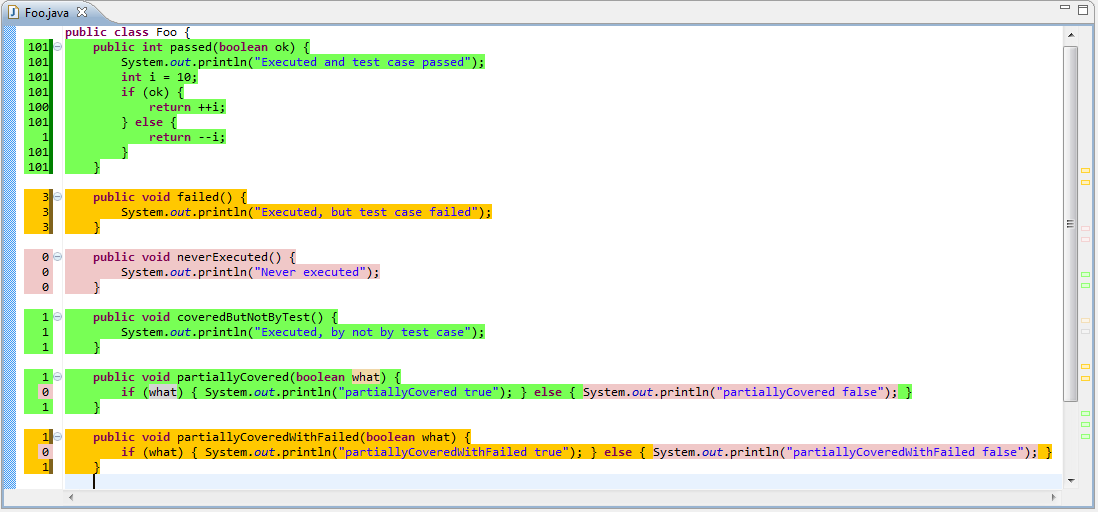 Foo.java
public class Foo {
101 public int passed(boolean ok) {
101 System.out.println("Executed and test case passed");
101 int i = 10;
101 if (ok) {
100 return ++i;
101 } else {
1 return --i;
101 }
101 }
3 public void failed() {
3 System.out.println("Executed, but test case failed");
3 }
0 public void neverExecuted() {
0 System.out.println("Never executed");
0 }
1 public void coveredButNotByTest() {
1 System.out.println("Executed, by not by test case");
1 }
1 public void partiallyCovered(boolean what) {
0 if (what) { System.out.println("partiallyCovered true"); } else { System.out.println("partiallyCovered false"); }
1 }
1 public void partiallyCoveredWithFailed(boolean what) {
0 if (what) { System.out.println("partiallyCoveredWithFailed true"); } else { System.out.println("partiallyCoveredWithFailed false"); }
1 }